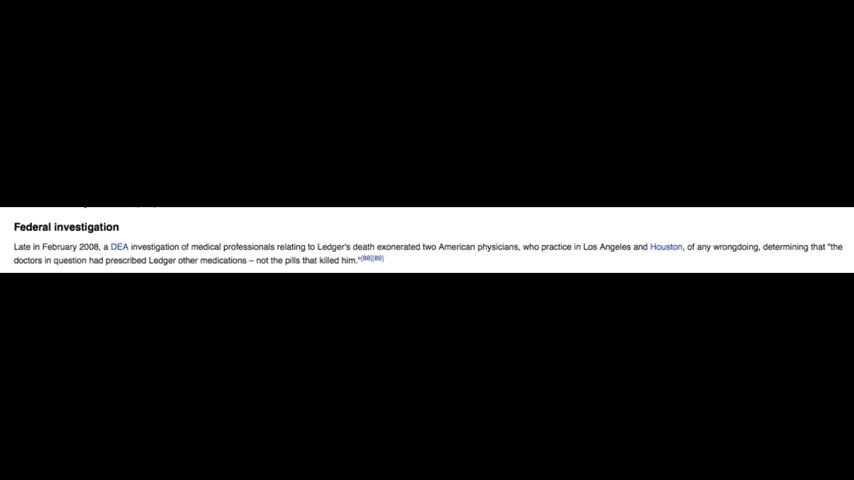 Federal investigation
Late in February 2008, a DEA investigation of medical professionals relating to Ledger's death exonerated two American physicians, who practice in Los Angeles and Houston, of any wrongdoing, determining that "the
doctors in question had prescribed Ledger other medications – not the pills that killed him."[88][89]